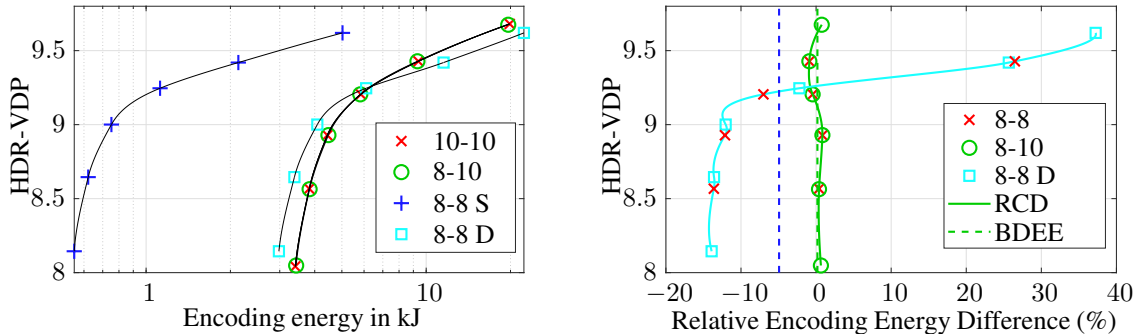 9.5
9
8.5
8
HDR-VDP
1
10
Encoding energy in kJ
10-10
8-10
8-8 S
8-8 D
9.5
9
8.5
8
HDR-VDP
−20
−10
0
10
20
30
40
Relative Encoding Energy Difference (%)
8-8
8-10
8-8 D
RCD
BDEE